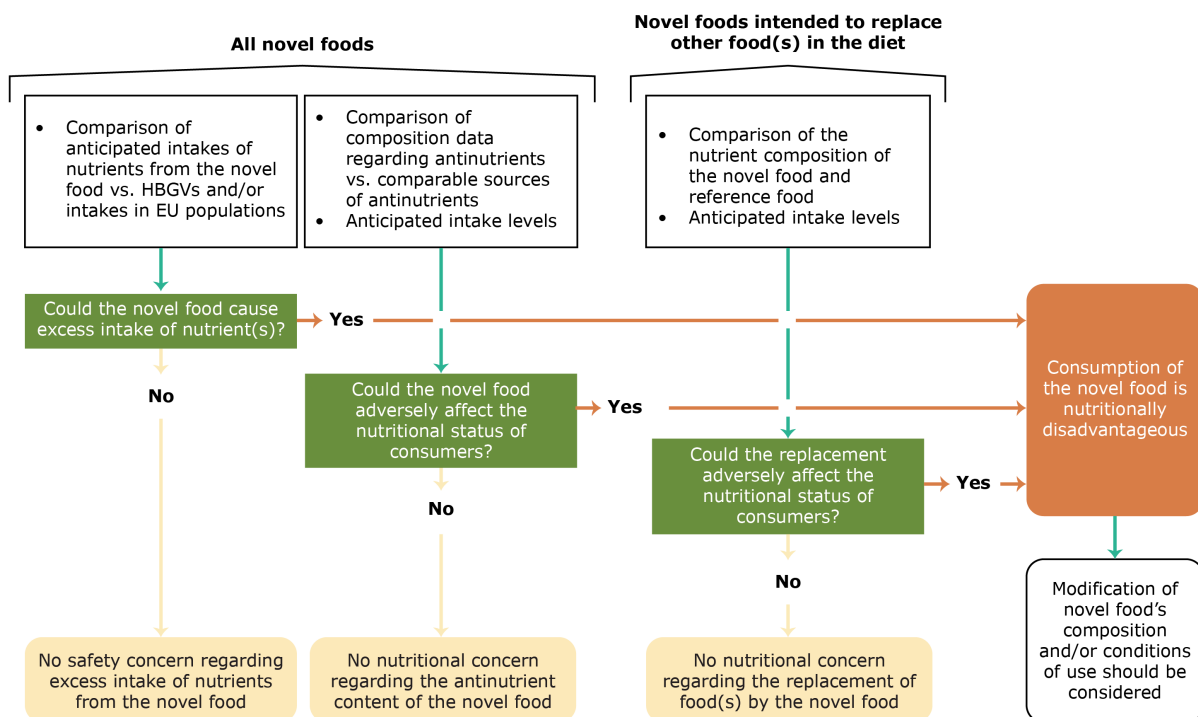 All novel foods
Novel foods intended to replace
other food(s) in the diet
• Comparison of
anticipated intakes of
nutrients from the novel
food vs. HBGVs and/or
intakes in EU populations
• Comparison of
composition data
regarding antinutrients
vs. comparable sources
of antinutrients
• Anticipated intake levels
• Comparison of the
nutrient composition of
the novel food and
reference food
• Anticipated intake levels
Could the novel food cause
excess intake of nutrient(s)?
Yes
No
Could the novel food
adversely affect the
nutritional status of
consumers?
Yes
No
Could the replacement
adversely affect the
nutritional status of
consumers?
Yes
No
Consumption of
the novel food is
nutritionally
disadvantageous
Modification of
novel food's
composition
and/or conditions
of use should be
considered
No safety concern regarding
excess intake of nutrients
from the novel food
No nutritional concern
regarding the antinutrient
content of the novel food
No nutritional concern
regarding the replacement of
food(s) by the novel food